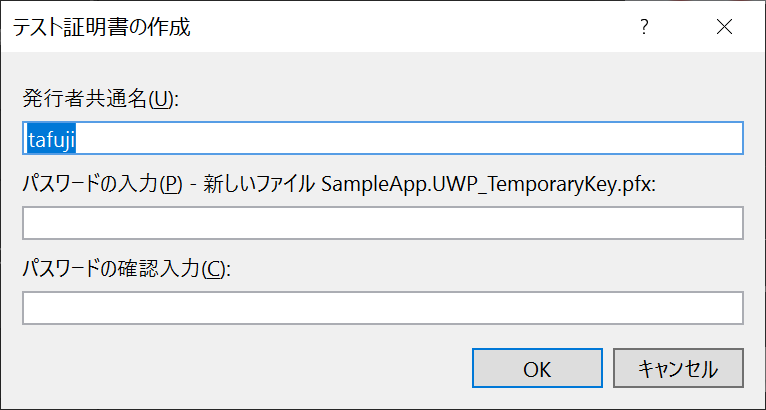 テスト証明書の作成
?
発行者共通名(U):
tafuji
パスワードの入力(P) - 新しいファイル SampleApp.UWP_TemporaryKey.pfx:
パスワードの確認入力(C):
OK キャンセル